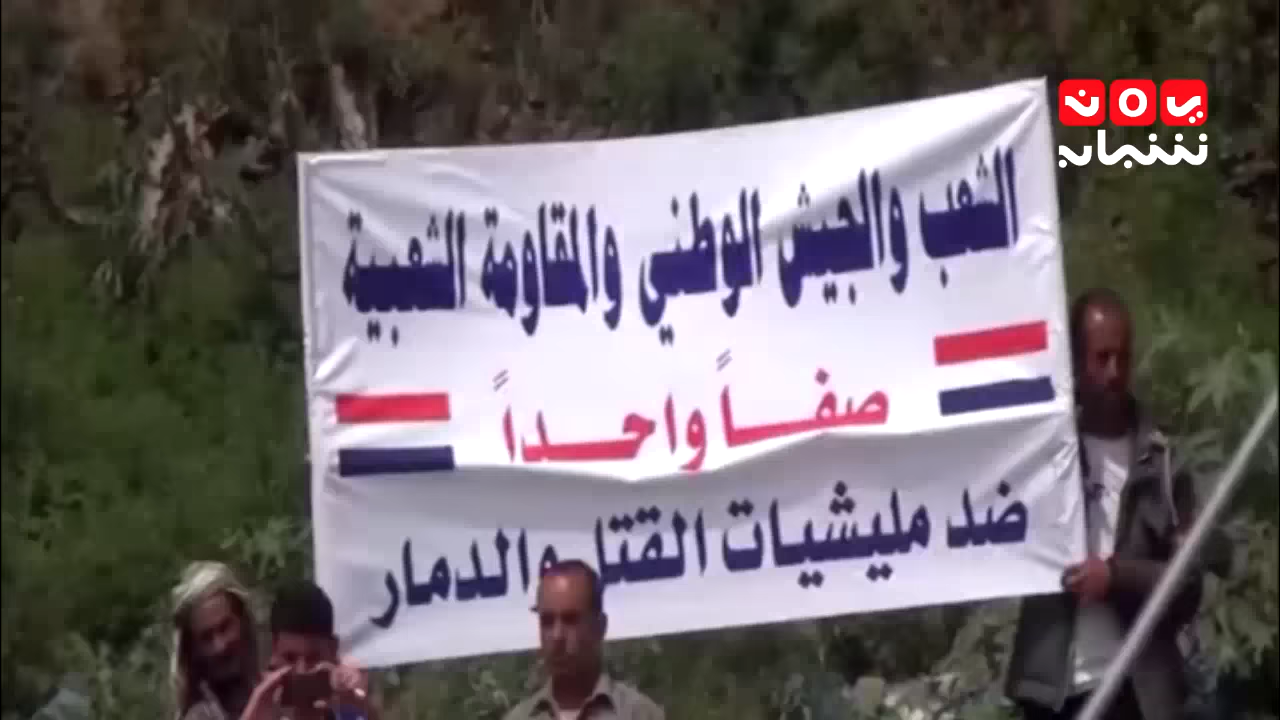 يمن
شباب
الشعب والجيش الوطني والمقاومة الشعبية
صفاً واحداً
ضد مليشيات القتل والدمار